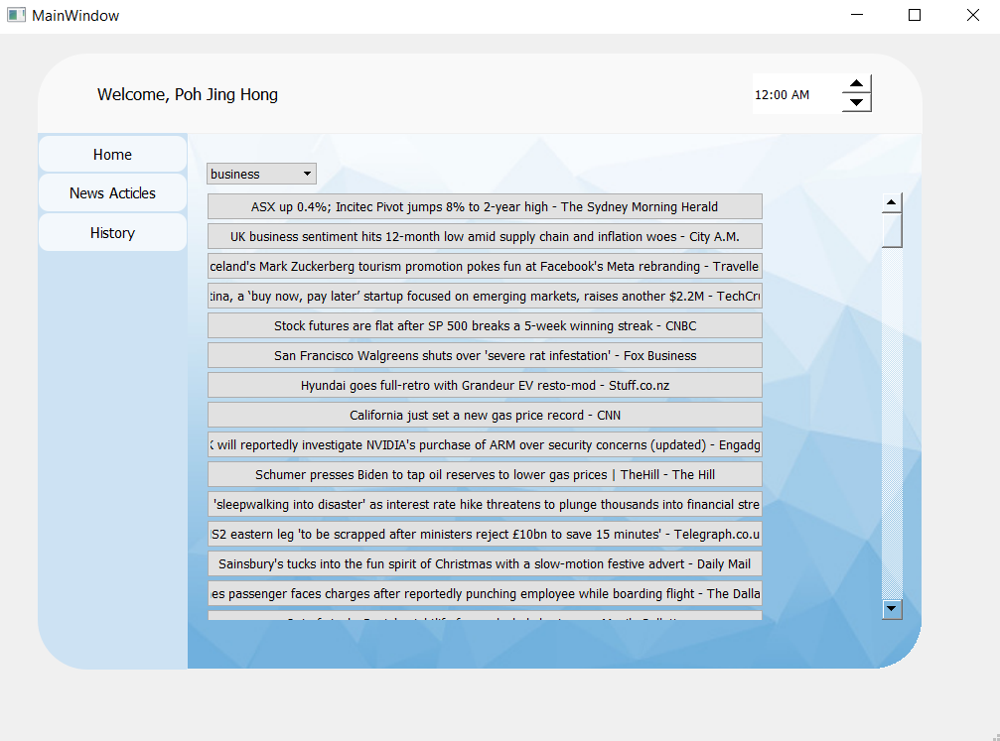 MainWindow
Welcome, Poh Jing Hong
12:00 AM
Home
News Acticles
History
business
ASX up 0.4%; Incitec Pivot jumps 8% to 2-year high - The Sydney Morning Herald
UK business sentiment hits 12-month low amid supply chain and inflation woes - City A.M.
celand's Mark Zuckerberg tourism promotion pokes fun at Facebook's Meta rebranding - Travelle
tina, a ‘buy now, pay later’ startup focused on emerging markets, raises another $2.2M - TechCru
Stock futures are flat after SP 500 breaks a 5-week winning streak - CNBC
San Francisco Walgreens shuts over 'severe rat infestation' - Fox Business
Hyundai goes full-retro with Grandeur EV resto-mod - Stuff.co.nz
California just set a new gas price record - CNN
K will reportedly investigate NVIDIA's purchase of ARM over security concerns (updated) - Engadg
Schumer presses Biden to tap oil reserves to lower gas prices | TheHill - The Hill
'sleepwalking into disaster' as interest rate hike threatens to plunge thousands into financial stre
HS2 eastern leg 'to be scrapped after ministers reject £10bn to save 15 minutes' - Telegraph.co.u
Sainsbury's tucks into the fun spirit of Christmas with a slow-motion festive advert - Daily Mail
es passenger faces charges after reportedly punching employee while boarding flight - The Dalla